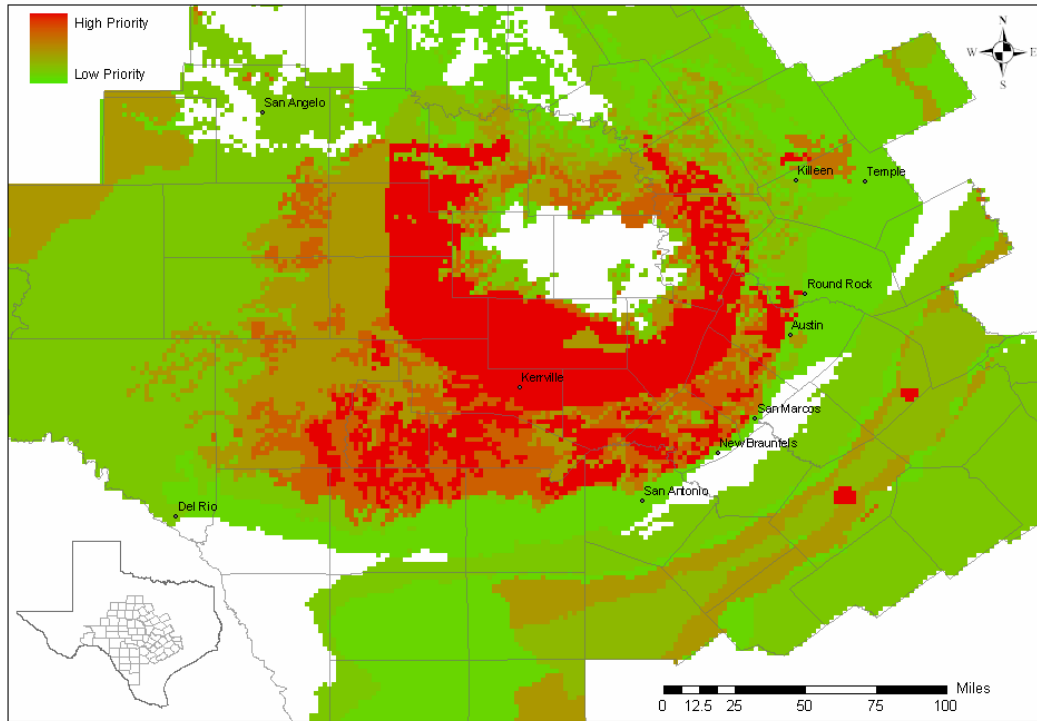 High Priority
Low Priority
N
W E
S
San Angelo
Killeen
Temple
Round Rock
Austin
Kerrville
San Marcos
New Braunfels
San Antonio
Del Rio
Miles
0 12.5 25 50 75 100